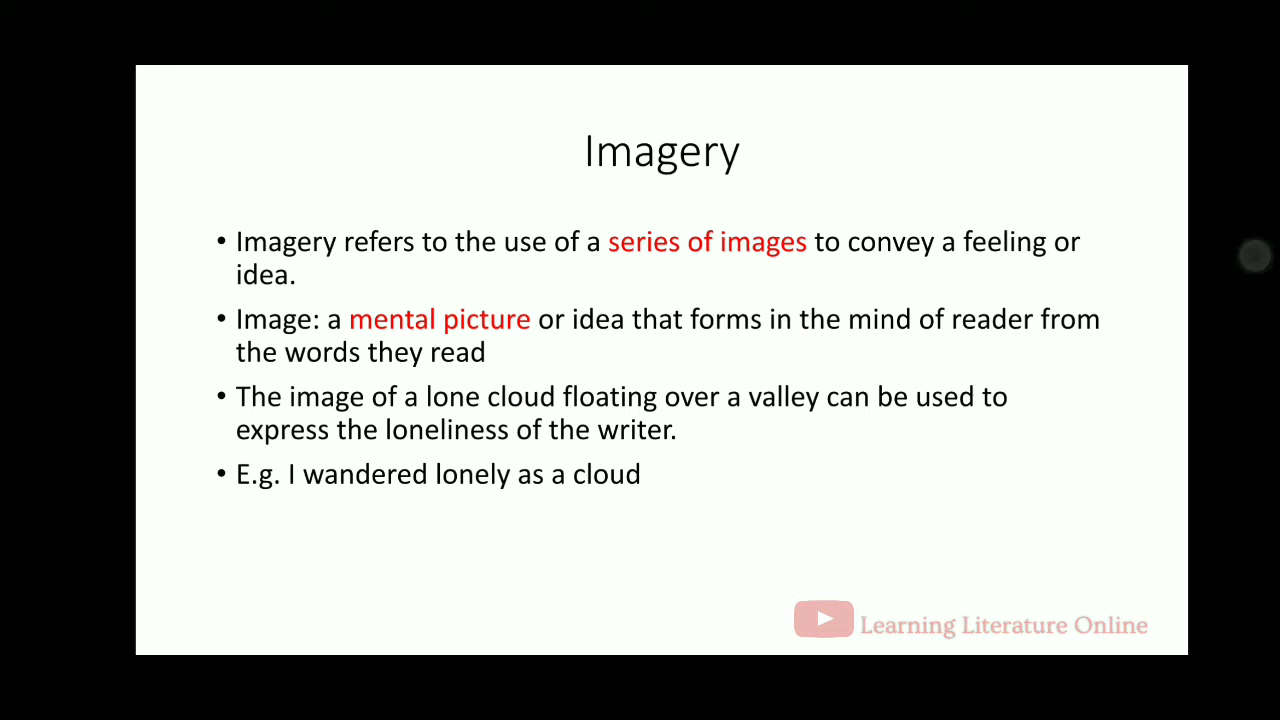 Imagery
• Imagery refers to the use of a series of images to convey a feeling or
idea.
• Image: a mental picture or idea that forms in the mind of reader from
the words they read
• The image of a lone cloud floating over a valley can be used to
express the loneliness of the writer.
• E.g. I wandered lonely as a cloud
Learning Literature Online